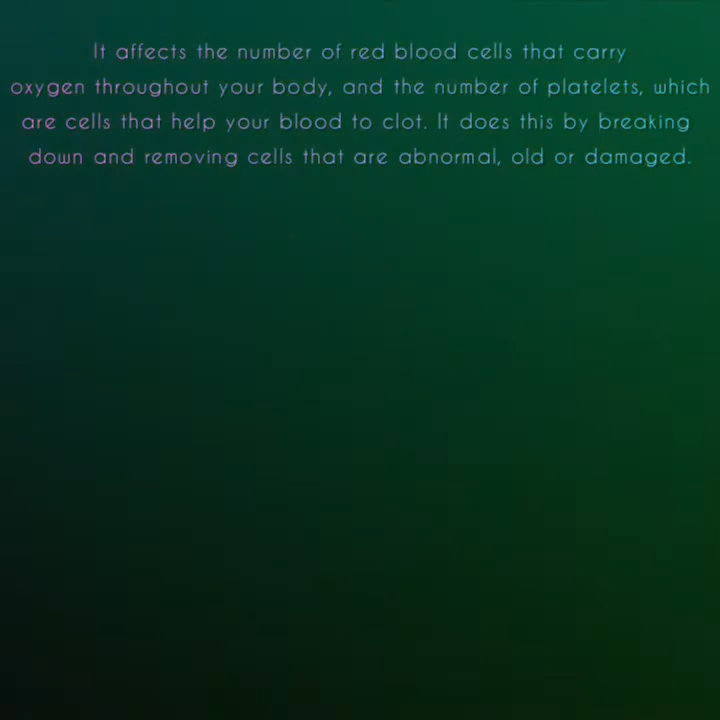 It affects the number of red blood cells that carry
oxygen throughout your body, and the number of platelets, which
are cells that help your blood to clot. It does this by breaking
down and removing cells that are abnormal, old or damaged.